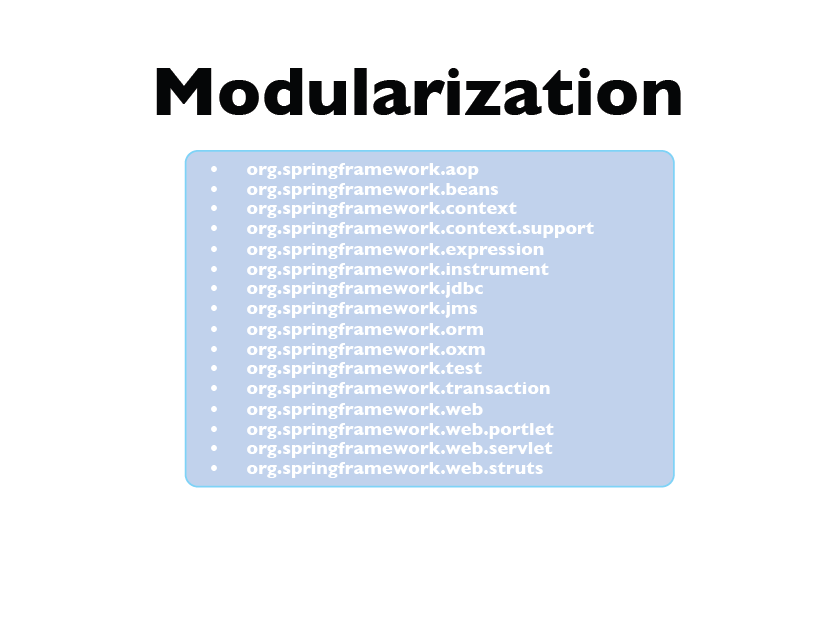 Modularization
• org.springframework.aop
• org.springframework.beans
• org.springframework.context
• org.springframework.context.support
• org.springframework.expression
• org.springframework.instrument
• org.springframework.jdbc
• org.springframework.jms
• org.springframework.orm
• org.springframework.oxm
• org.springframework.test
• org.springframework.transaction
• org.springframework.web
• org.springframework.web.portlet
• org.springframework.web.servlet
• org.springframework.web.struts